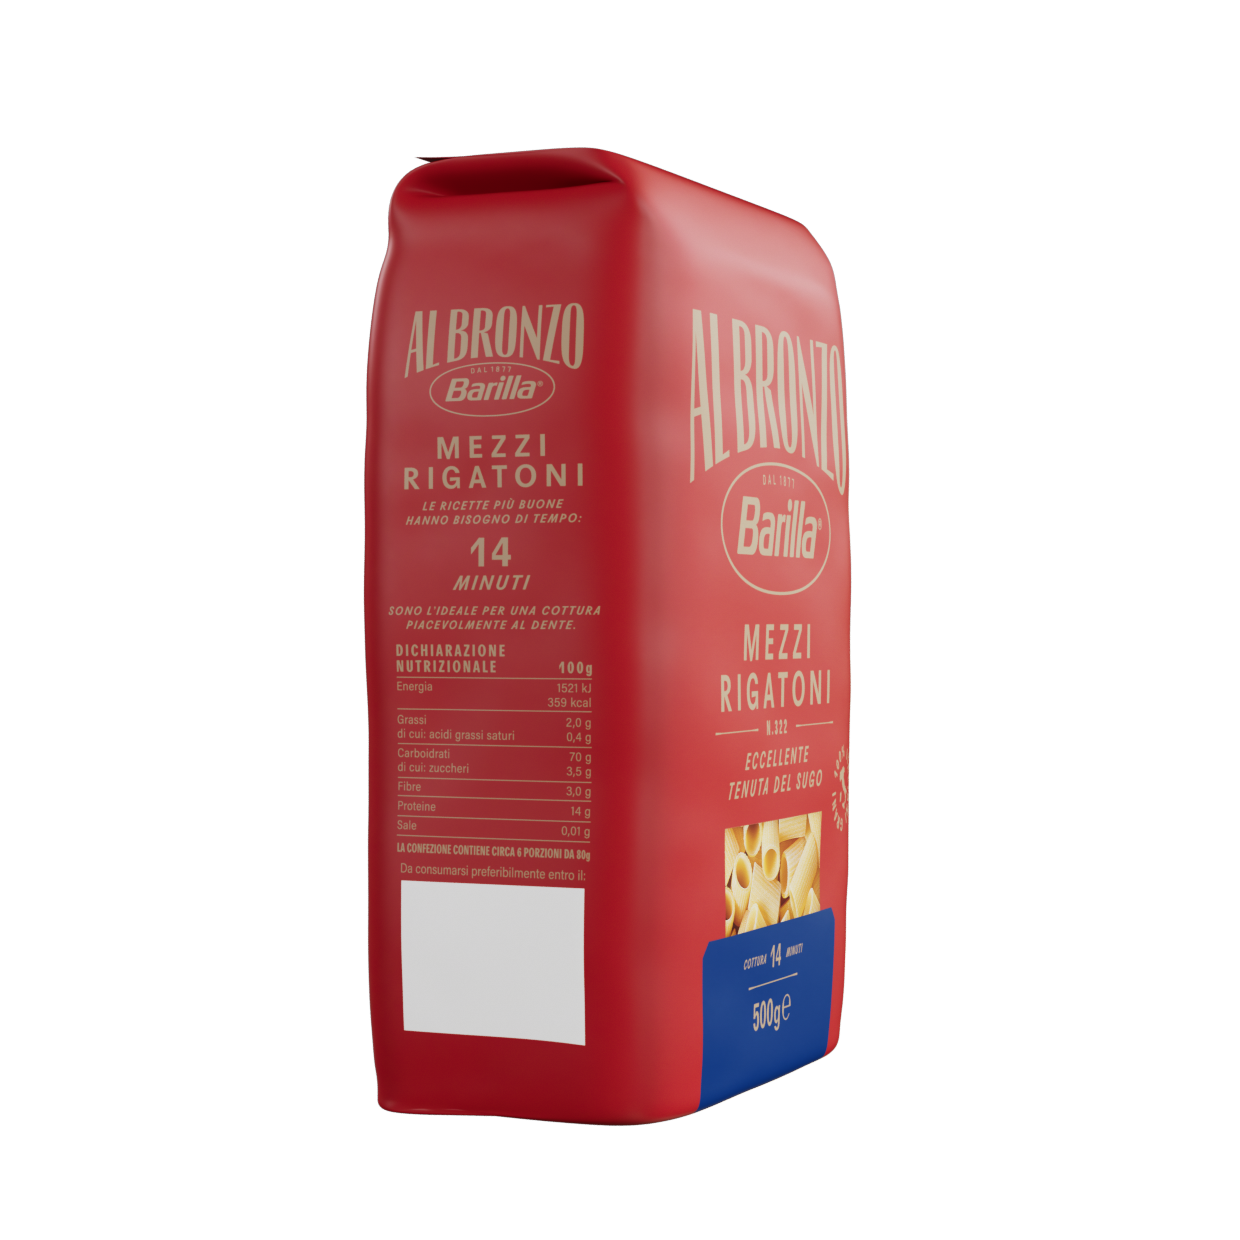 AL BRONZO
DAL 1877
Barilla®
MEZZI
RIGATONI
LE RICETTE PIÙ BUONE
HANNO BISOGNO DI TEMPO:
14
MINUTI
SONO L'IDEALE PER UNA COTTURA
PIACEVOLMENTE AL DENTE.
DICHIARAZIONE
NUTRIZIONALE 100g
Energia 1521 kJ
359 kcal
Grassi 2,0 g
di cui: acidi grassi saturi 0,4 g
Carboidrati 70 g
di cui: zuccheri 3,5 g
Fibre 3,0 g
Proteine 14 g
Sale 0,01 g
LA CONFEZIONE CONTIENE CIRCA 6 PORZIONI DA 80g
Da consumarsi preferibilmente entro il:
AL BRONZO
DAL 1877
Barilla®
MEZZI
RIGATONI
N.322
ECCELLENTE
TENUTA DEL SUGO
COTTURA 14 MINUTI
500g e